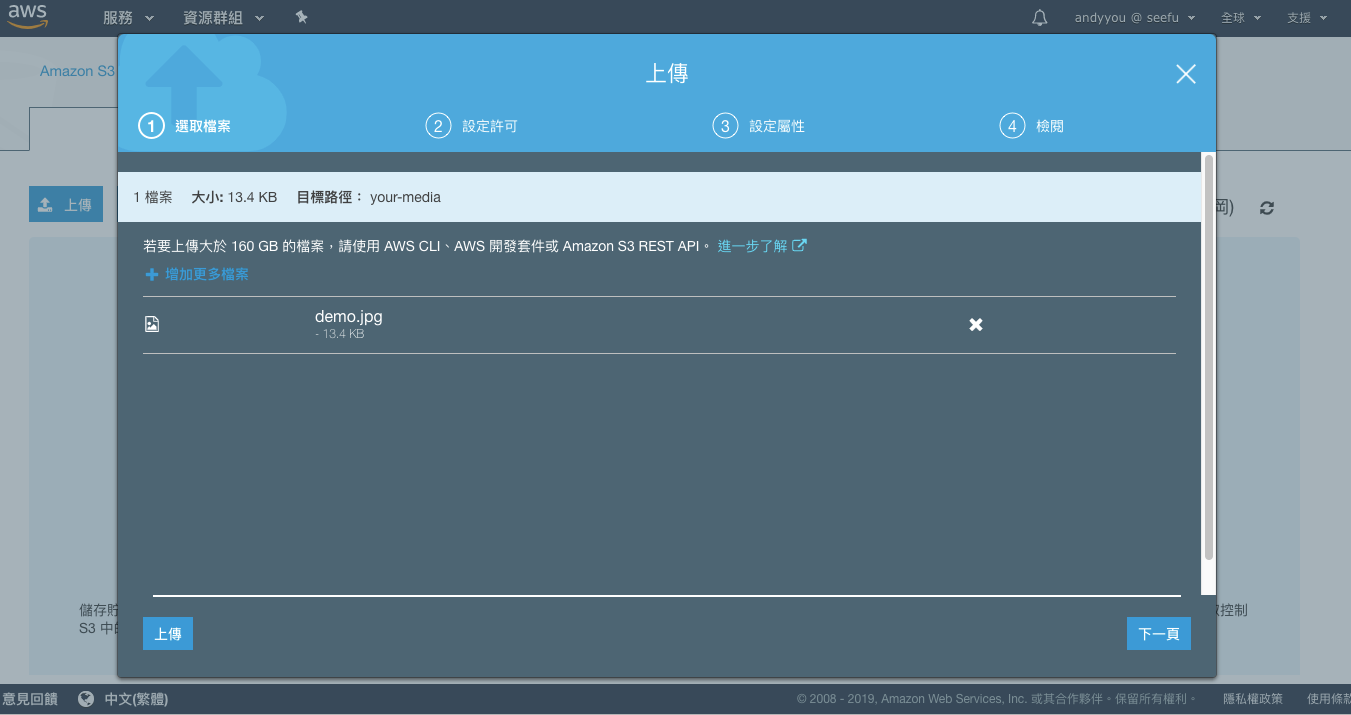 aws 服務 資源群組 andyyou @ seefu 全球 支援
Amazon S3
上傳
1 選取檔案 2 設定許可 3 設定屬性 4 檢閱
上傳
1 檔案 大小: 13.4 KB 目標路徑： your-media
若要上傳大於 160 GB 的檔案，請使用 AWS CLI、AWS 開發套件或 Amazon S3 REST API。 進一步了解
增加更多檔案
demo.jpg
- 13.4 KB
儲存貯
S3 中的
控制
上傳 下一頁
意見回饋 中文(繁體) © 2008 - 2019, Amazon Web Services, Inc. 或其合作夥伴。保留所有權利。 隱私權政策 使用條款